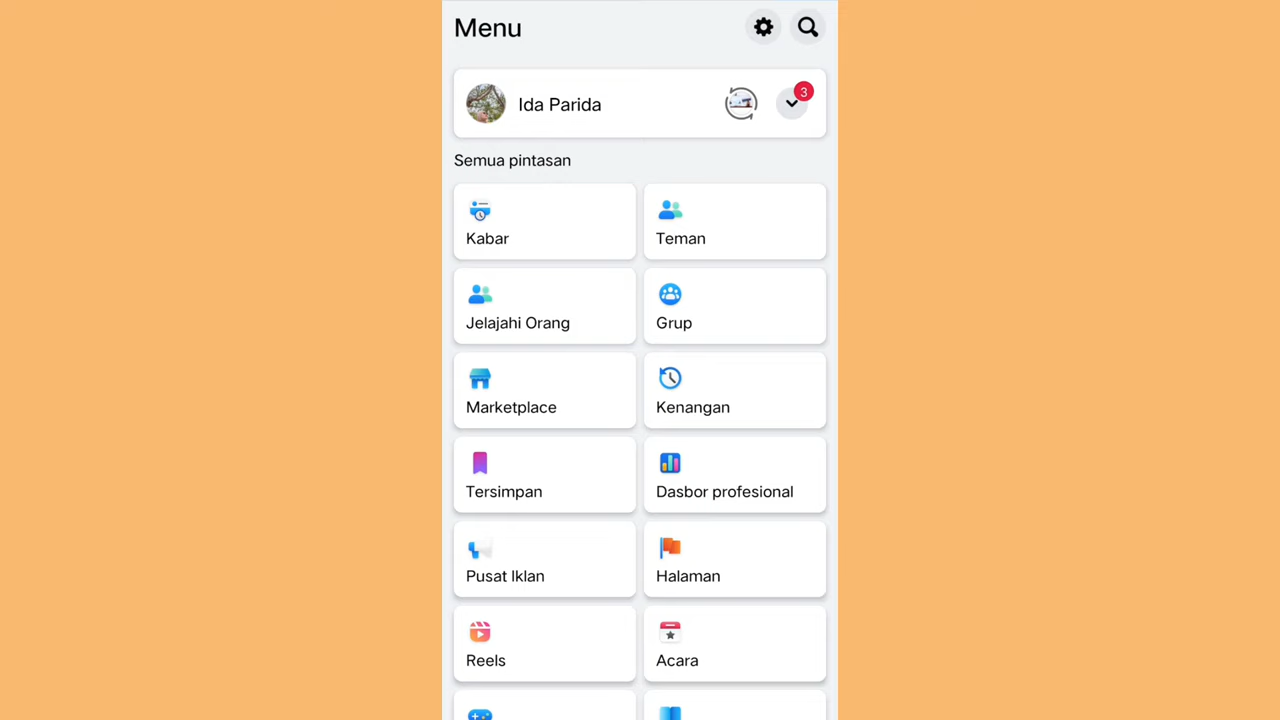 Menu
Ida Parida
3
Semua pintasan
Kabar
Teman
Jelajahi Orang
Grup
Marketplace
Kenangan
Tersimpan
Dasbor profesional
Pusat Iklan
Halaman
Reels
Acara